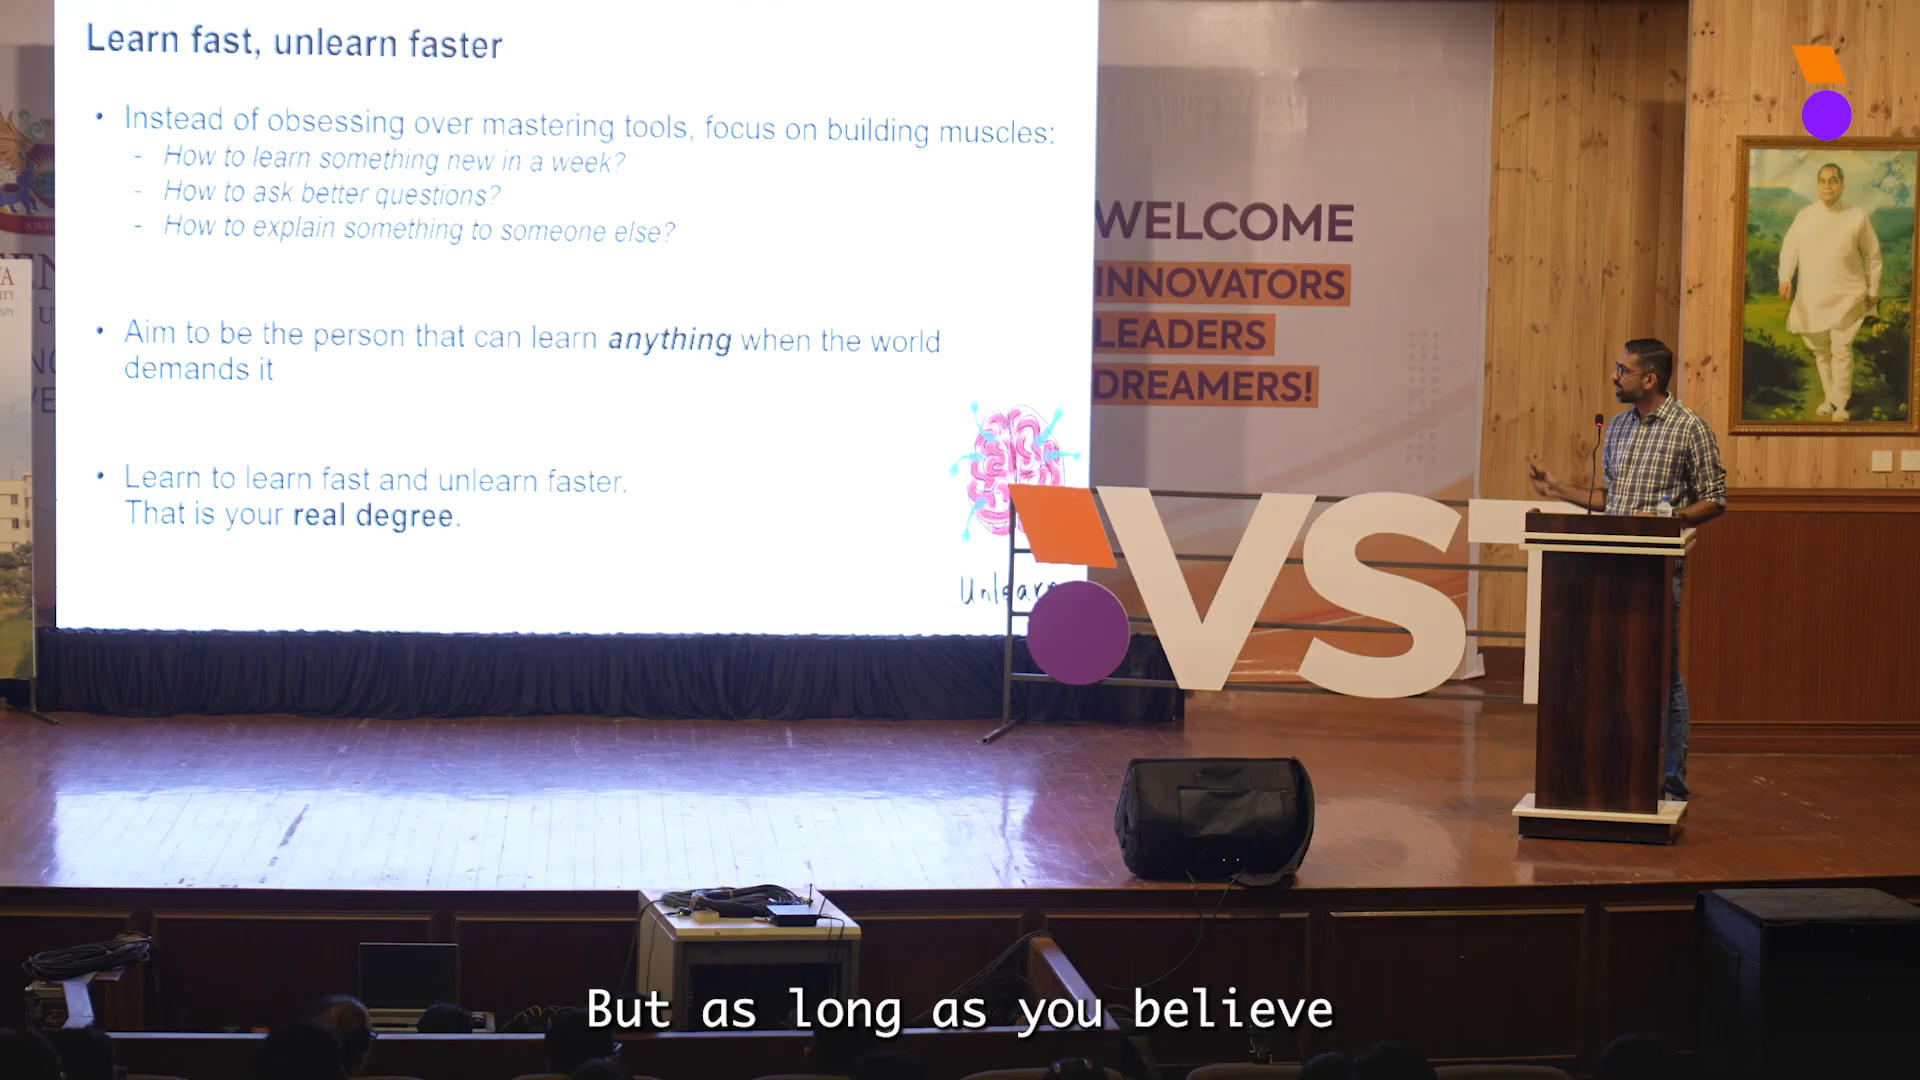 Learn fast, unlearn faster
• Instead of obsessing over mastering tools, focus on building muscles:
- How to learn something new in a week?
- How to ask better questions?
- How to explain something to someone else?
• Aim to be the person that can learn anything when the world
demands it
• Learn to learn fast and unlearn faster.
That is your real degree.
WELCOME
INNOVATORS
LEADERS
DREAMERS!
VST
But as long as you believe